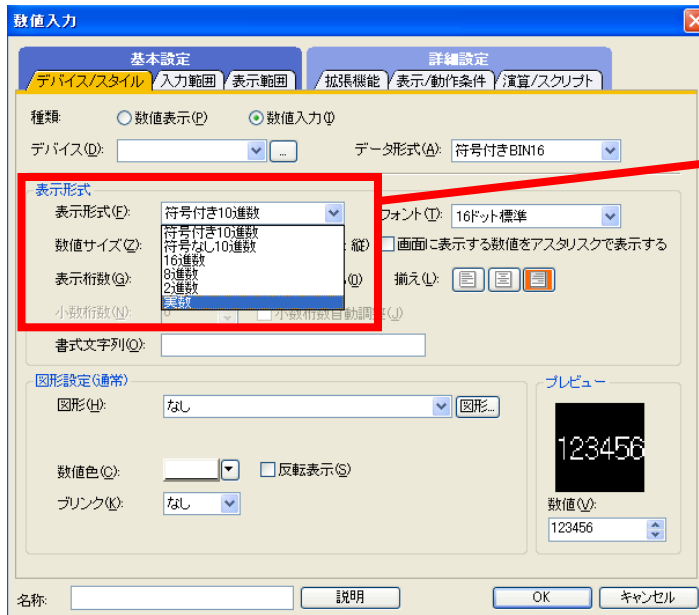 数値入力
基本設定 詳細設定
デバイス/スタイル 入力範囲 表示範囲 拡張機能 表示/動作条件 演算/スクリプト
種類: 数値表示(P) 数値入力(I)
デバイス(D): ... データ形式(A): 符号付きBIN16
表示形式
表示形式(F): 符号付き10進数 フォント(T): 16ドット標準
符号付き10進数
符号なし10進数
16進数
8進数
2進数
実数
数値サイズ(Z): 縦) 画面に表示する数値をアスタリスクで表示する
表示桁数(G): 揃え(L):
小数桁数(N): 0 小数桁数自動調整(J)
書式文字列(O):
図形設定(通常)
図形(H): なし 図形...
数値色(C): 反転表示(S)
ブリンク(K): なし
プレビュー
123456
数値(V):
123456
名称: 説明 OK キャンセル